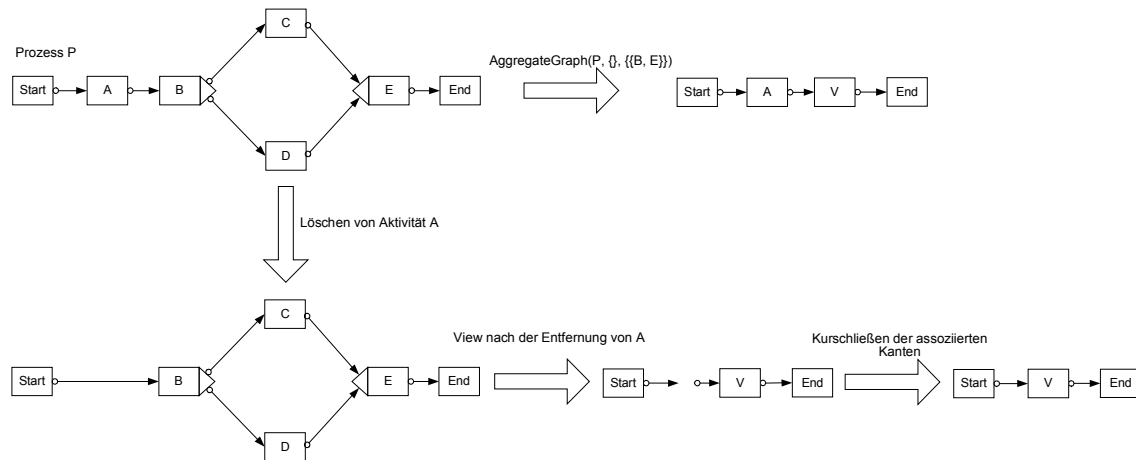 C
Prozess P
AggregateGraph(P, {}, {{B, E}})
Start A B E End Start A V End
D
Löschen von Aktivität A
C
View nach der Entfernung von A
Kurschließen der assoziierten
Kanten
Start B E End Start V End Start V End
D